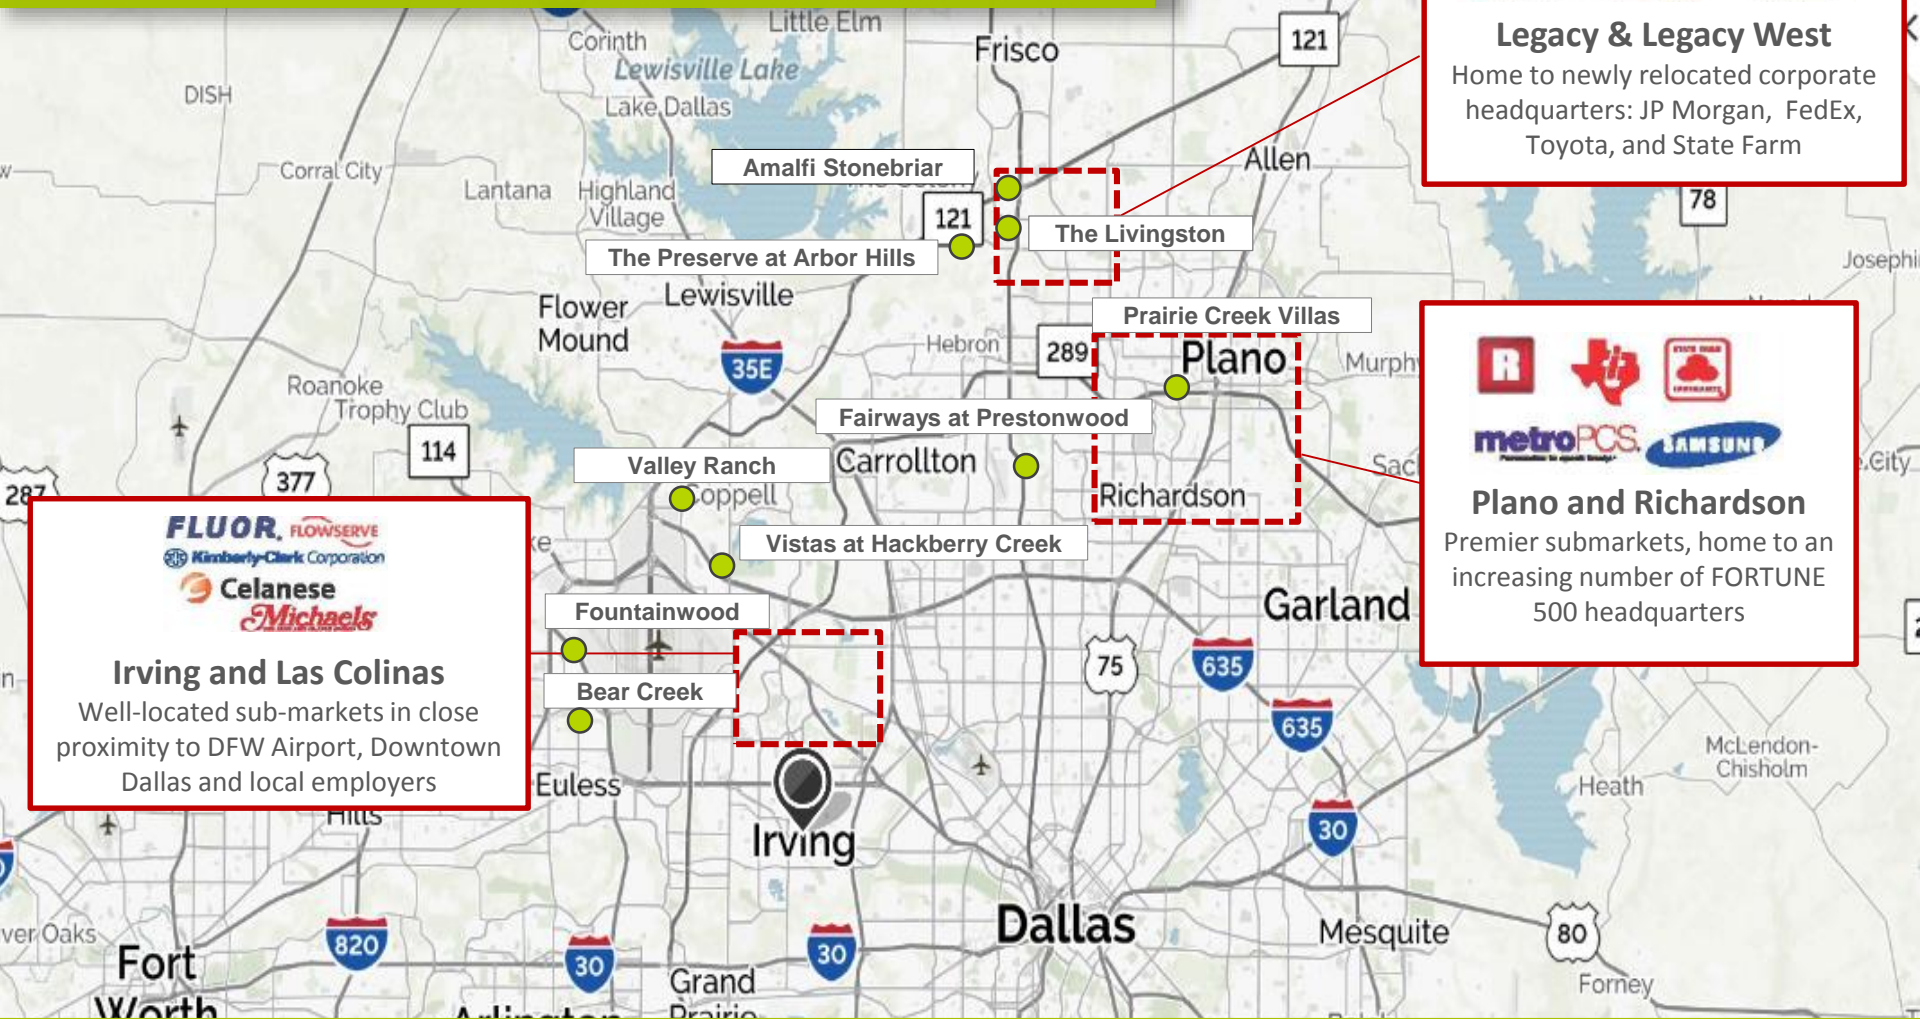 Little Elm
Corinth
Frisco
121
Lewisville Lake
DISH
Lake Dallas
Legacy & Legacy West
Home to newly relocated corporate
headquarters: JP Morgan, FedEx,
Toyota, and State Farm
Corral City
Amalfi Stonebriar
Allen
Lantana
Highland
Village
121
78
The Livingston
The Preserve at Arbor Hills
Flower
Mound
Lewisville
Prairie Creek Villas
35E
Hebron
289
Plano
Murph
Roanoke
Trophy Club
Fairways at Prestonwood
114
377
287
Valley Ranch
Carrollton
Coppell
Richardson
Sac
City
R
metroPCS.
SAMSUNG
Plano and Richardson
Premier submarkets, home to an
increasing number of FORTUNE
500 headquarters
FLUOR. FLOWSERVE
Kimberly-Clark Corporation
Celanese
Michaels
Irving and Las Colinas
Well-located sub-markets in close
proximity to DFW Airport, Downtown
Dallas and local employers
Vistas at Hackberry Creek
Fountainwood
Garland
75
635
Bear Creek
635
McLendon-
Chisholm
Euless
Heath
Hills
30
Irving
Dallas
Mesquite
80
ver Oaks
820
30
30
Fort
Worth
Grand
Prairie
Arlington
Forney